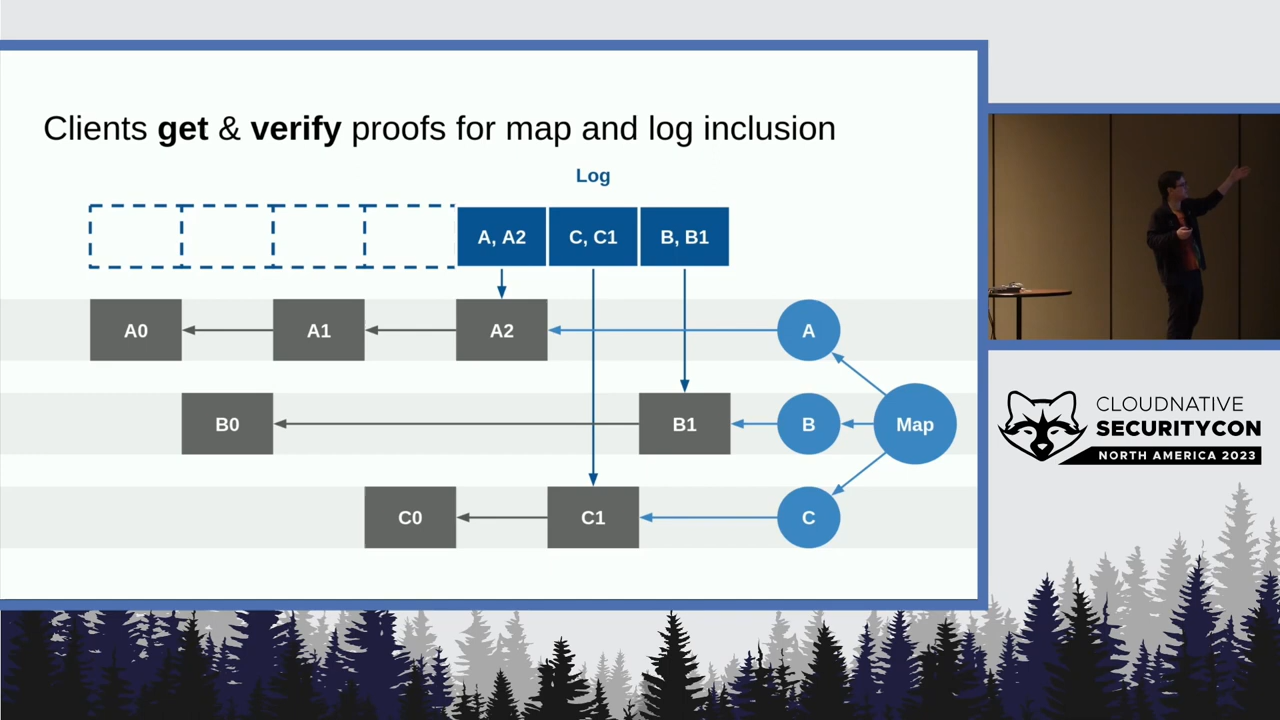 Clients get & verify proofs for map and log inclusion
Log
A, A2
C, C1
B, B1
A0
A1
A2
A
B0
B1
B
Map
C0
C1
C
CLOUDNATIVE
SECURITYCON
NORTH AMERICA 2023